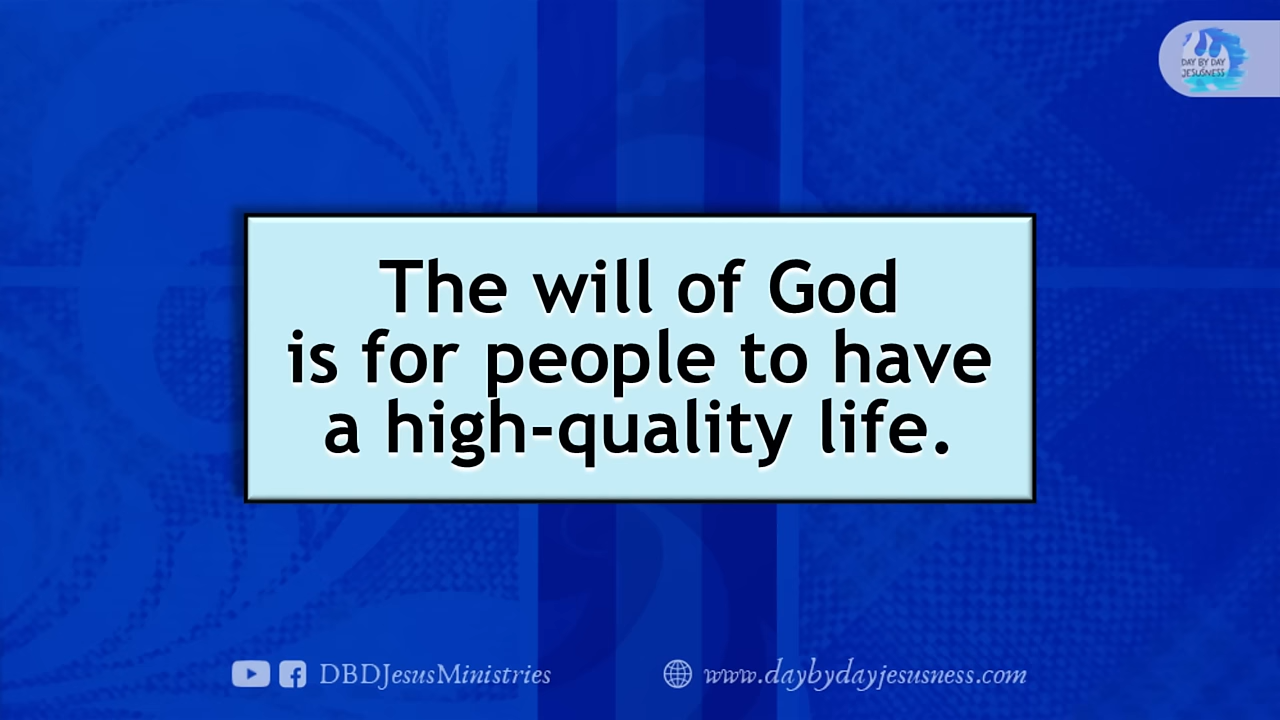 DAY BY DAY
JESUSNESS
The will of God
is for people to have
a high-quality life.
DBDJesusMinistries
www.daybydayjesusness.com